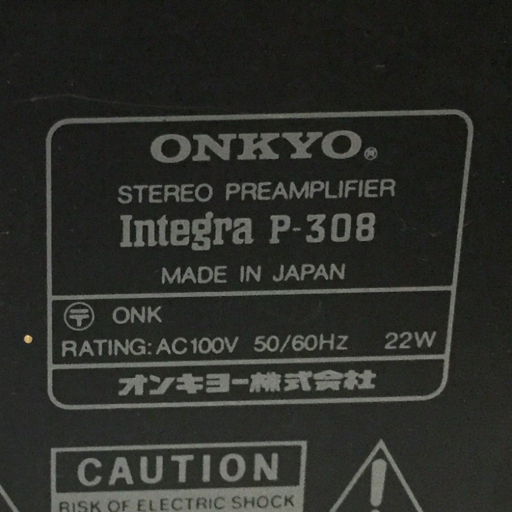 ONKYO®
STEREO PREAMPLIFIER
Integra P-308
MADE IN JAPAN
〒 ONK
RATING: AC100V 50/60Hz 22W
オンキヨー株式会社
CAUTION
RISK OF ELECTRIC SHOCK